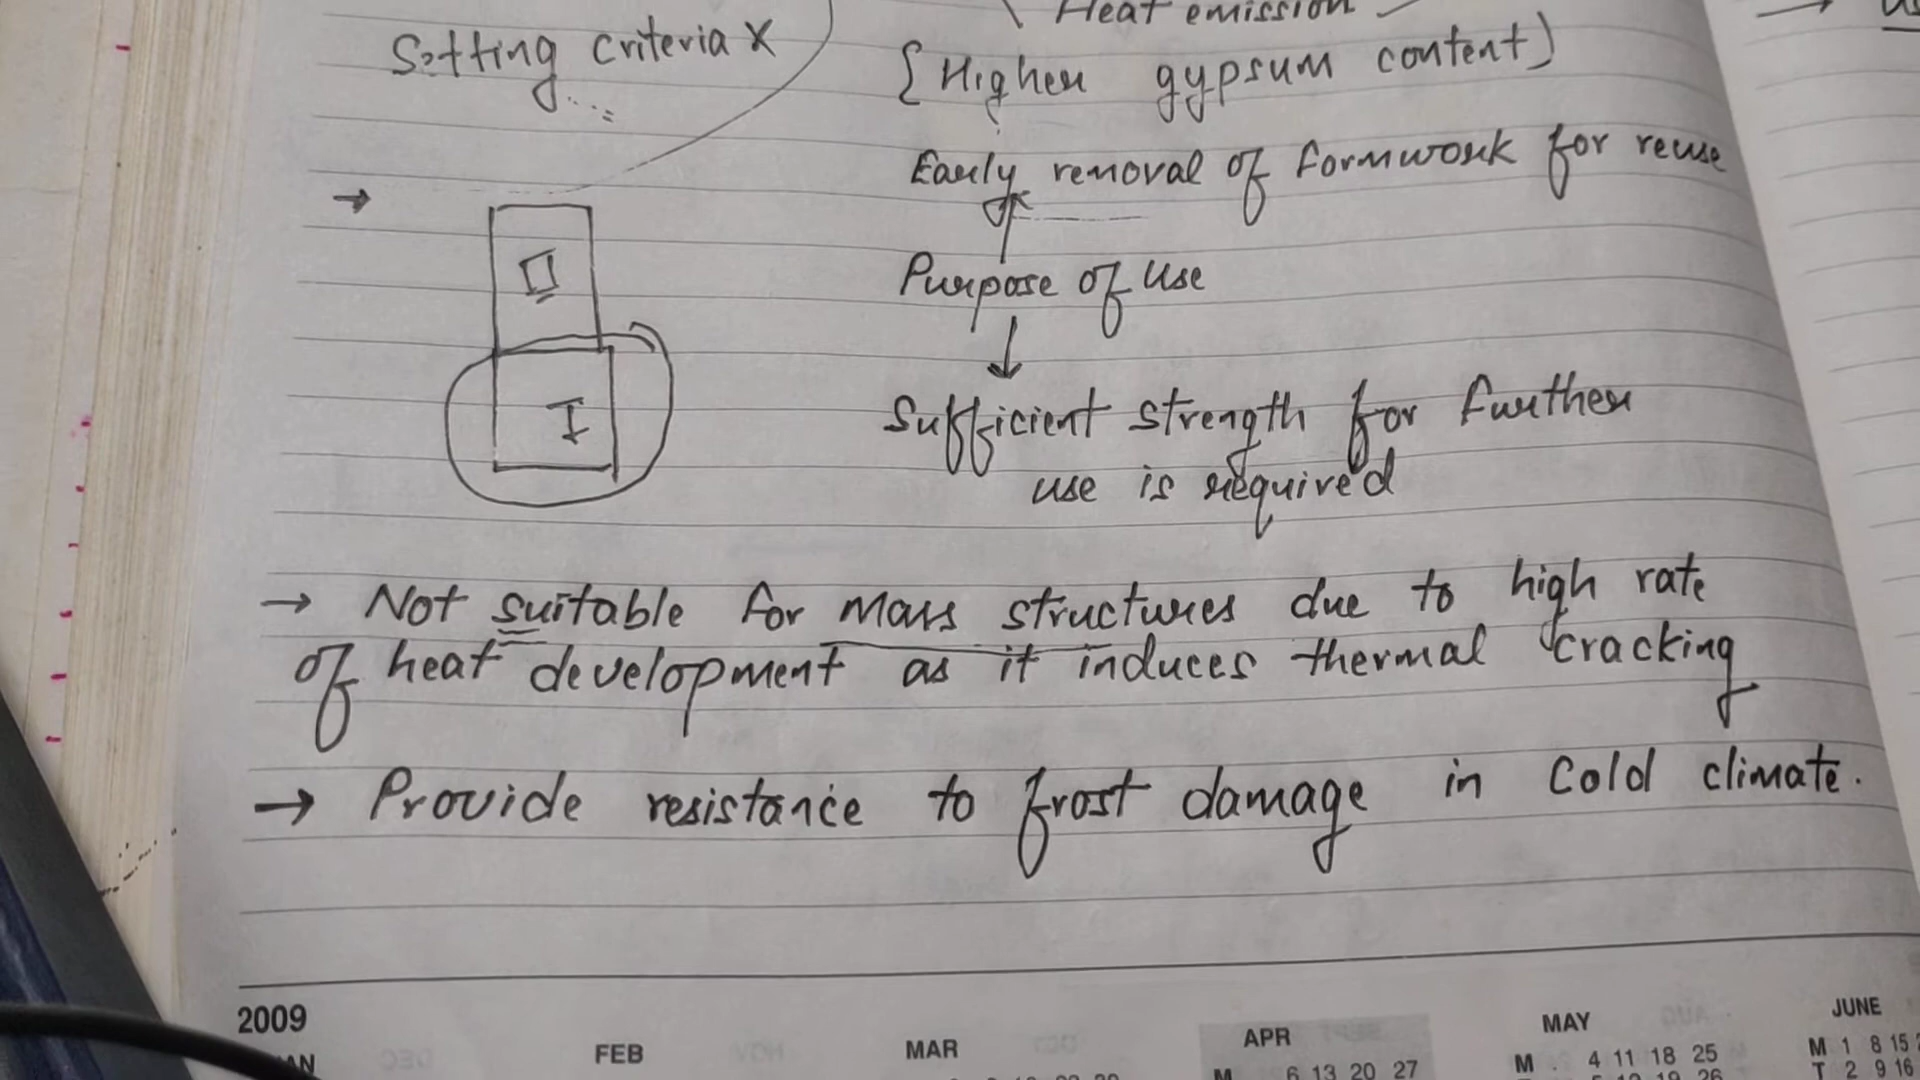 Heat emission
Setting criteria X
{Higher gypsum content}
Early removal of formwork for reuse
→
Purpose of use
II
↓
Sufficient strength for further
I
use is required
→ Not suitable for mass structures due to high rate
of heat development as it induces thermal cracking
→ Provide resistance to frost damage in cold climate.
2009
FEB
MAR
APR
MAY
JUNE
M 6 13 20 27
M 4 11 18 25
M 1 8 15
T 2 9 16